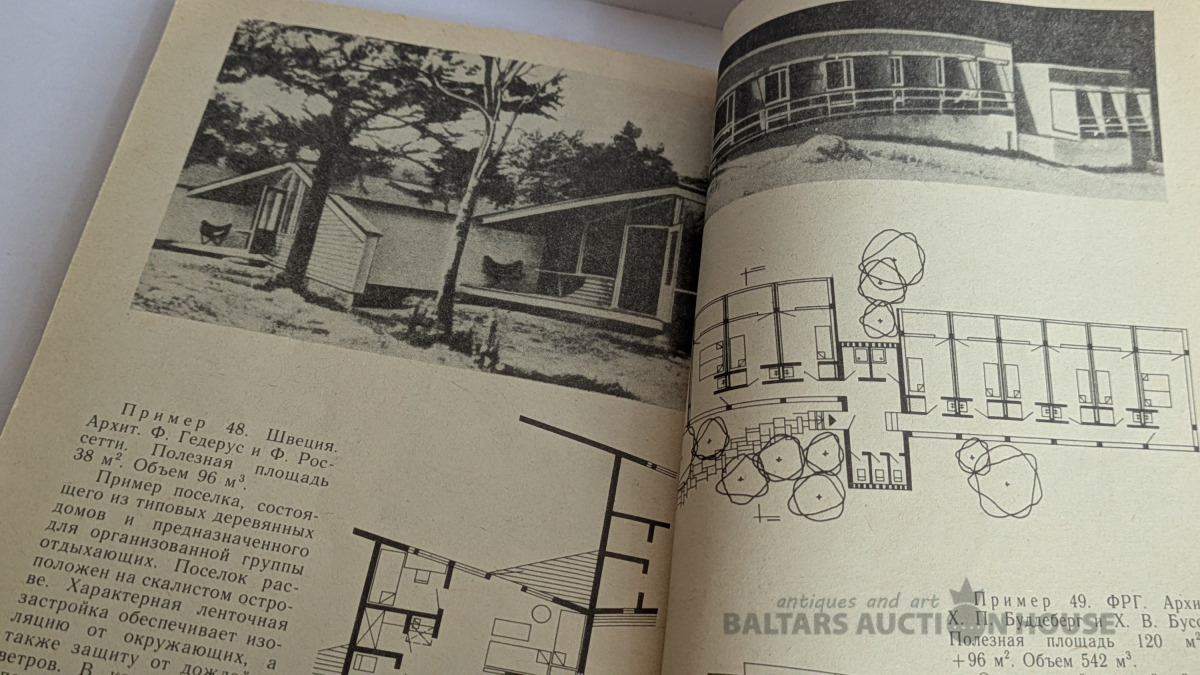 Пример 48. Швеция.
Архит. Ф. Гедерус и Ф. Рос-
сетти. Полезная площадь
38 м². Объем 96 м³.
Пример поселка, состоя-
щего из типовых деревянных
домов и предназначенного
для организованной группы
отдыхающих. Поселок рас-
положен на скалистом остро-
ве. Характерная ленточная
застройка обеспечивает изо-
ляцию от окружающих, а
также защиту от дождей
ветров. В
Пример 49. ФРГ.
Х. П. Буддеберг и Х. В.
Полезная площадь 120 м²
+96 м². Объем 542 м³.
antiques and art
BALTARS AUCTION HOUSE